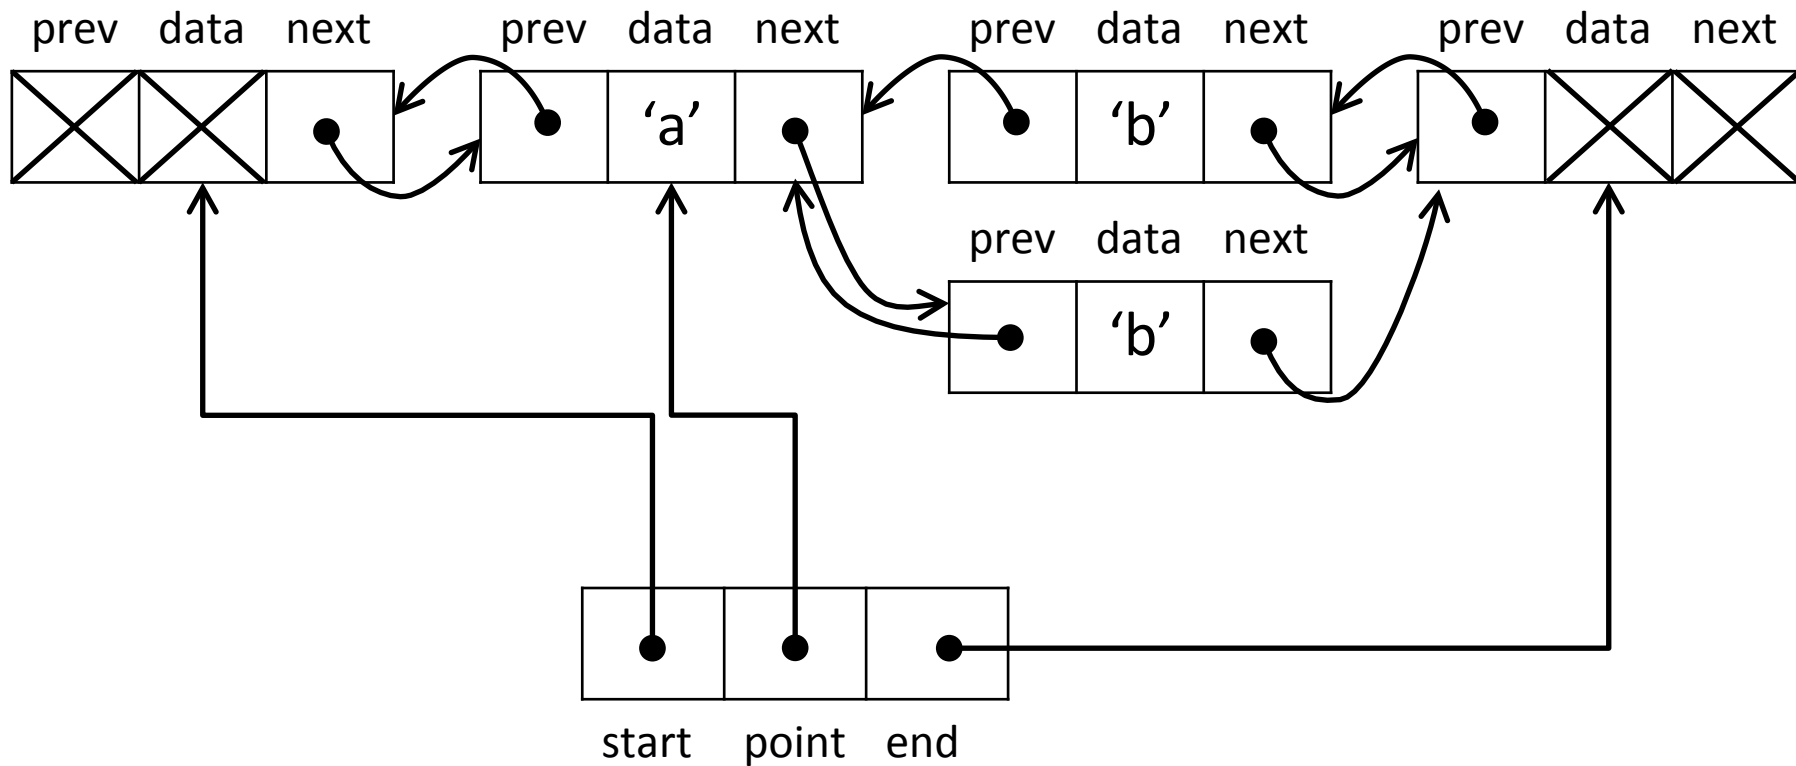 prev data next prev data next prev data next prev data next
‘a’ ‘b’
prev data next
‘b’
start point end